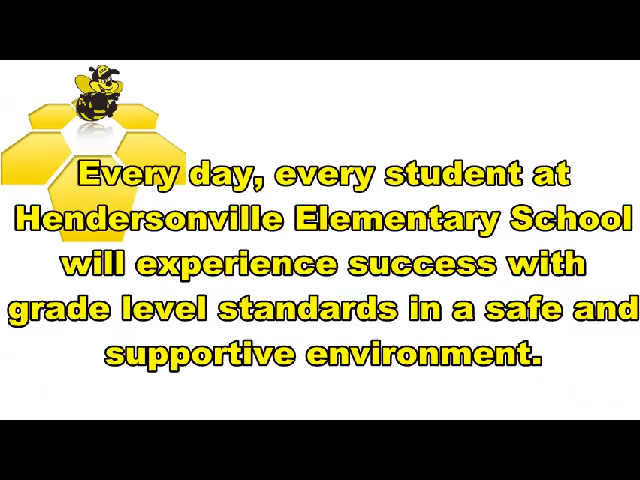 Every day, every student at
Hendersonville Elementary School
will experience success with
grade level standards in a safe and
supportive environment.